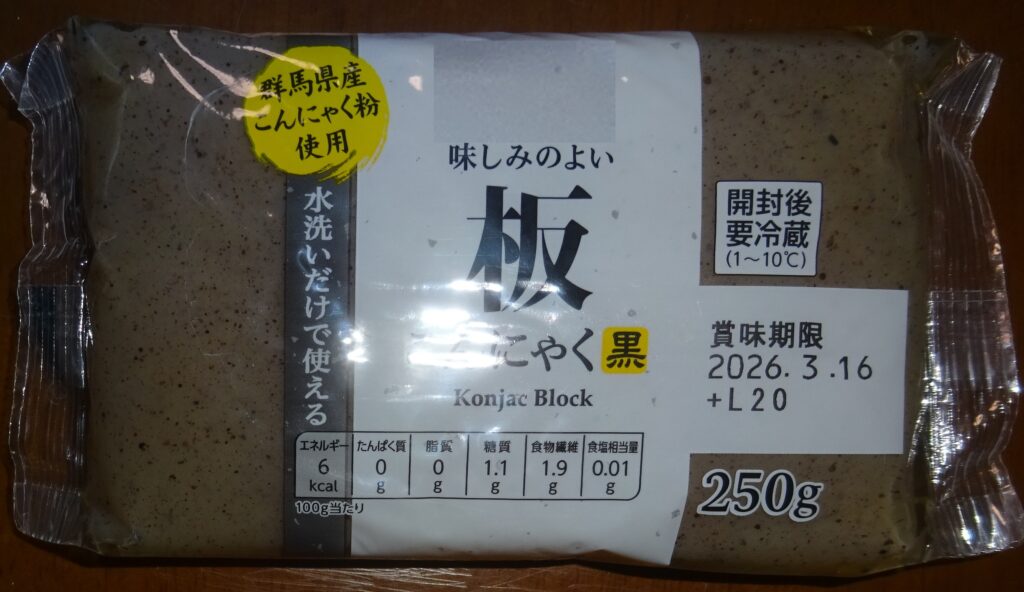 群馬県産
こんにゃく粉
使用
水洗いだけで使える
味しみのよい
板
こんにゃく 黒
Konjac Block
開封後
要冷蔵
(1～10℃)
賞味期限
2026. 3 .16
+L20
エネルギー たんぱく質 脂質 糖質 食物繊維 食塩相当量
6 kcal 0 g 0 g 1.1 g 1.9 g 0.01 g
100g当たり
250g